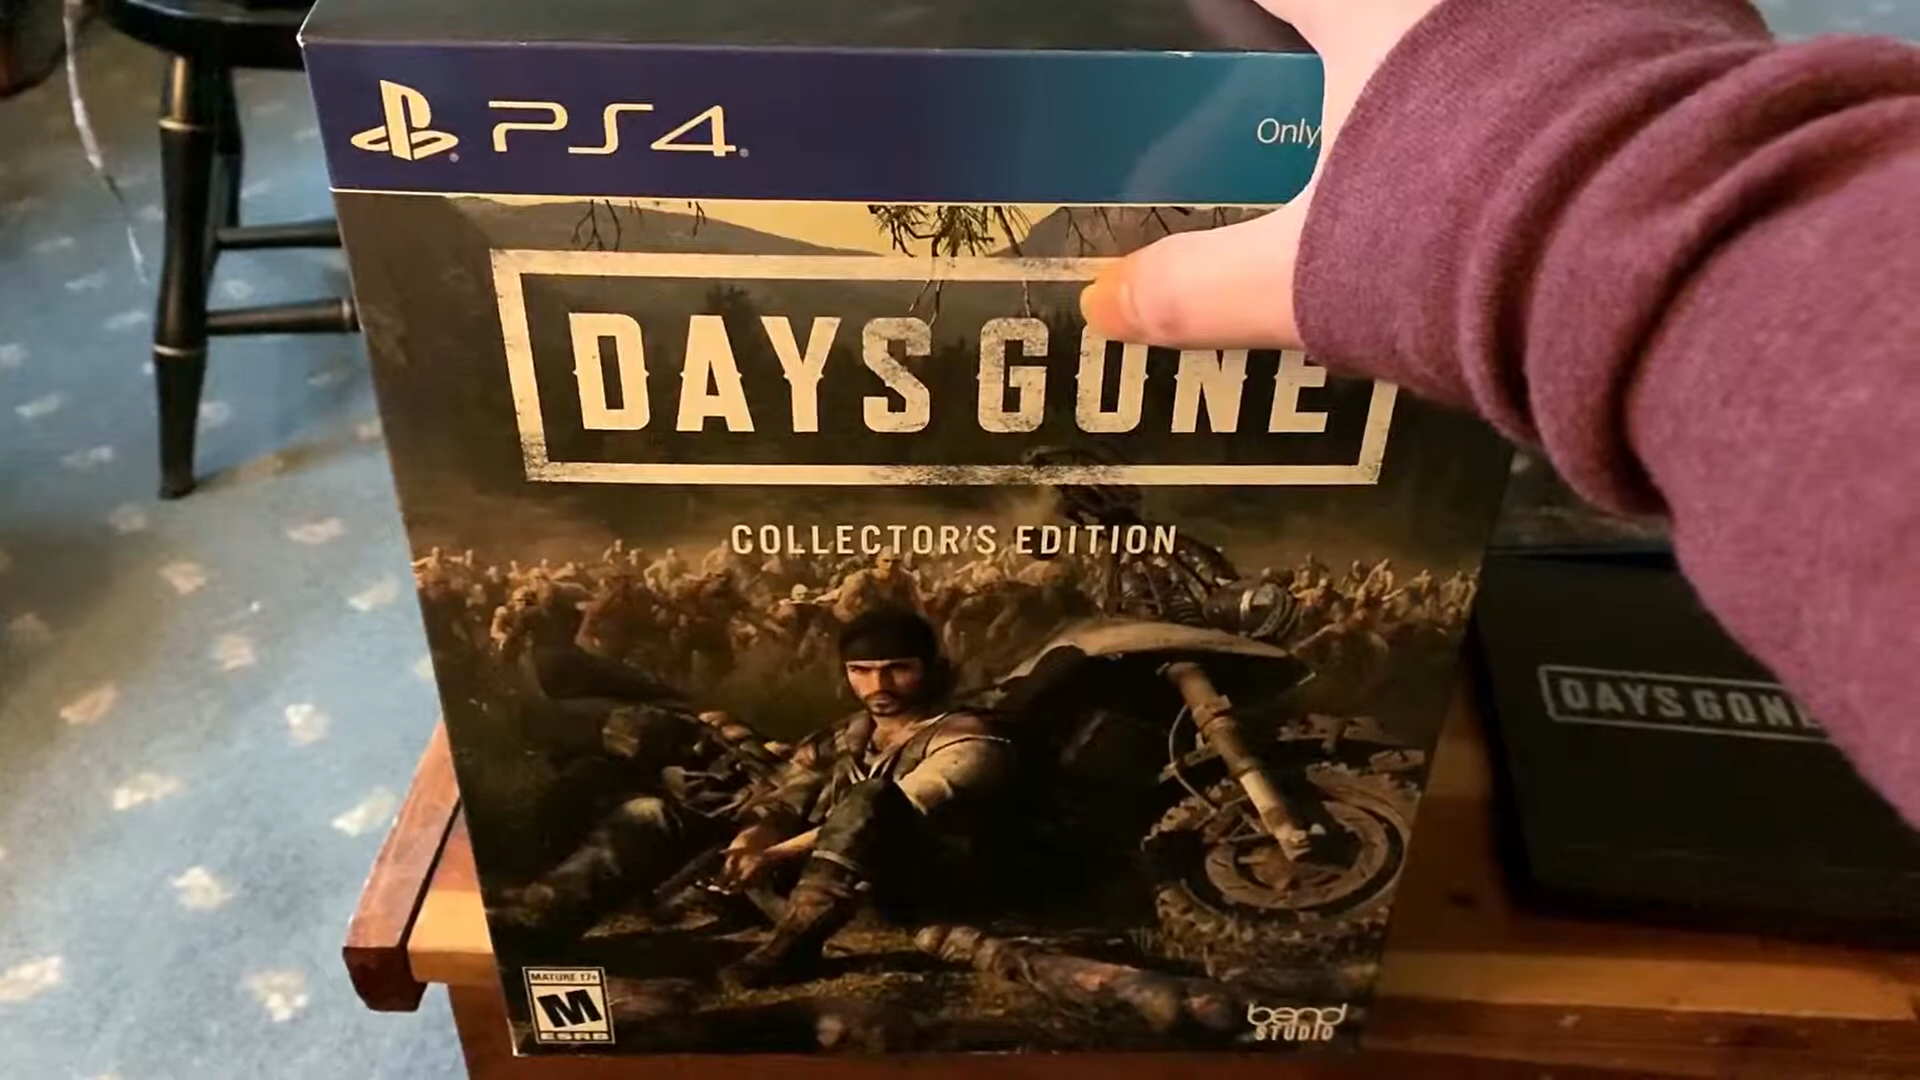 PS4
Only
DAYS GONE
COLLECTOR'S EDITION
DAYS GONE
MATURE 17+
M
ESRB
bend
STUDIO